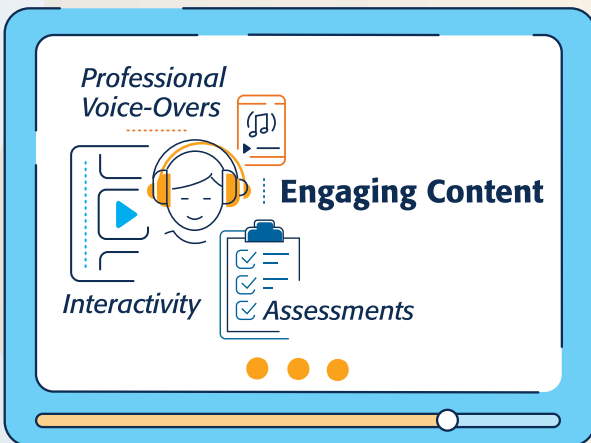 Professional
Voice-Overs
Engaging Content
Interactivity
Assessments